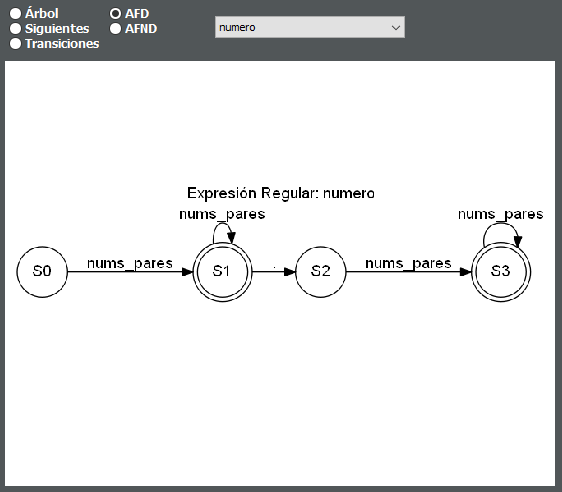 Árbol
AFD
Siguientes
AFND
Transiciones
numero
Expresión Regular: numero
nums_pares
nums_pares
S0
nums_pares
S1
.
S2
nums_pares
S3